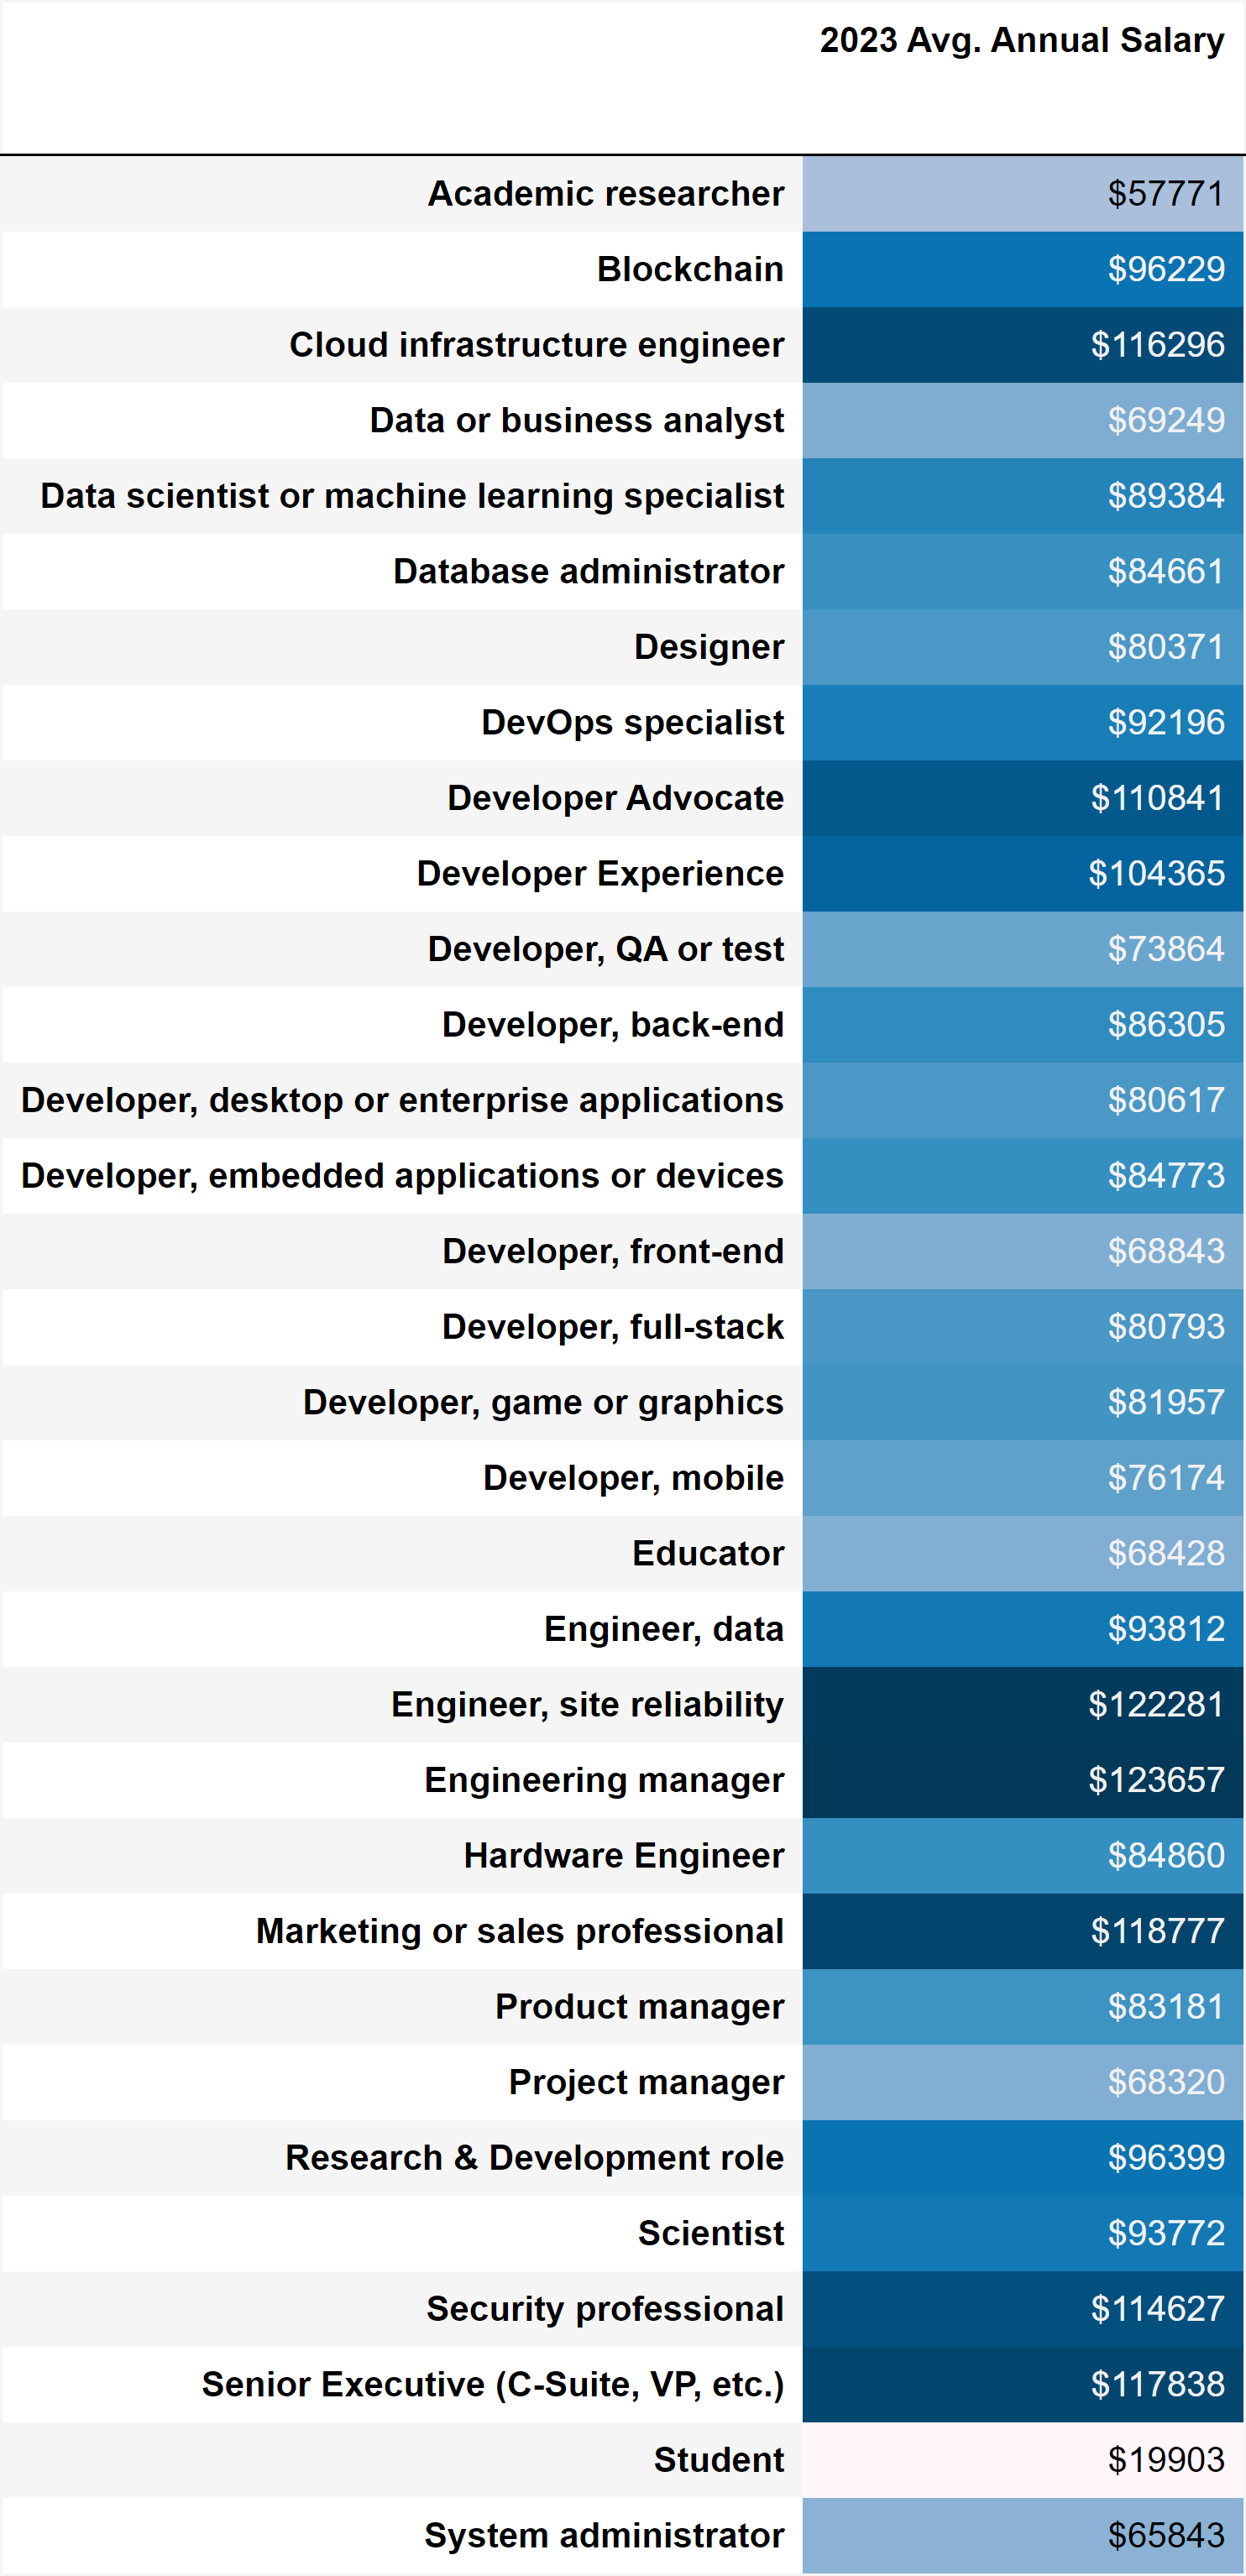 2023 Avg. Annual Salary
Academic researcher $57771
Blockchain $96229
Cloud infrastructure engineer $116296
Data or business analyst $69249
Data scientist or machine learning specialist $89384
Database administrator $84661
Designer $80371
DevOps specialist $92196
Developer Advocate $110841
Developer Experience $104365
Developer, QA or test $73864
Developer, back-end $86305
Developer, desktop or enterprise applications $80617
Developer, embedded applications or devices $84773
Developer, front-end $68843
Developer, full-stack $80793
Developer, game or graphics $81957
Developer, mobile $76174
Educator $68428
Engineer, data $93812
Engineer, site reliability $122281
Engineering manager $123657
Hardware Engineer $84860
Marketing or sales professional $118777
Product manager $83181
Project manager $68320
Research & Development role $96399
Scientist $93772
Security professional $114627
Senior Executive (C-Suite, VP, etc.) $117838
Student $19903
System administrator $65843